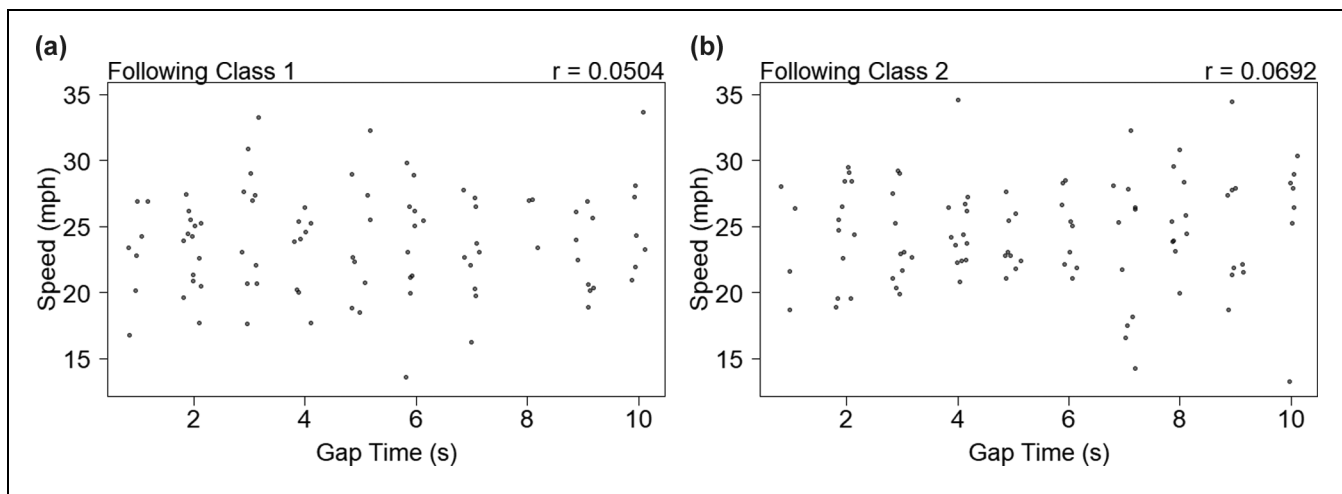 (a)
Following Class 1 r = 0.0504
35
30
25
20
15
Speed (mph)
2 4 6 8 10
Gap Time (s)
(b)
Following Class 2 r = 0.0692
35
30
25
20
15
Speed (mph)
2 4 6 8 10
Gap Time (s)